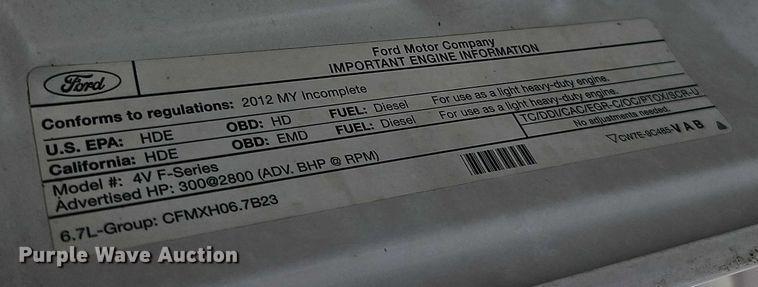 Ford
Ford Motor Company
IMPORTANT ENGINE INFORMATION
Conforms to regulations: 2012 MY Incomplete
U.S. EPA: HDE OBD: HD FUEL: Diesel For use as a light heavy-duty engine.
California: HDE OBD: EMD FUEL: Diesel For use as a light heavy-duty engine.
Model #: 4V F-Series TC/DDI/CAC/EGR-C/OC/PTOX/SCR-U
Advertised HP: 300@2800 (ADV. BHP @ RPM) No adjustments needed.
CW7E-9C485-VAB
6.7L-Group: CFMXH06.7B23
Purple Wave Auction